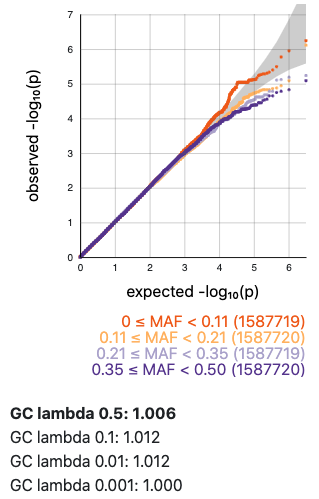 7
6
5
4
3
2
1
0
0 1 2 3 4 5 6
observed -log₁₀(p)
expected -log₁₀(p)
0 ≤ MAF < 0.11 (1587719)
0.11 ≤ MAF < 0.21 (1587720)
0.21 ≤ MAF < 0.35 (1587719)
0.35 ≤ MAF < 0.50 (1587720)
GC lambda 0.5: 1.006
GC lambda 0.1: 1.012
GC lambda 0.01: 1.012
GC lambda 0.001: 1.000